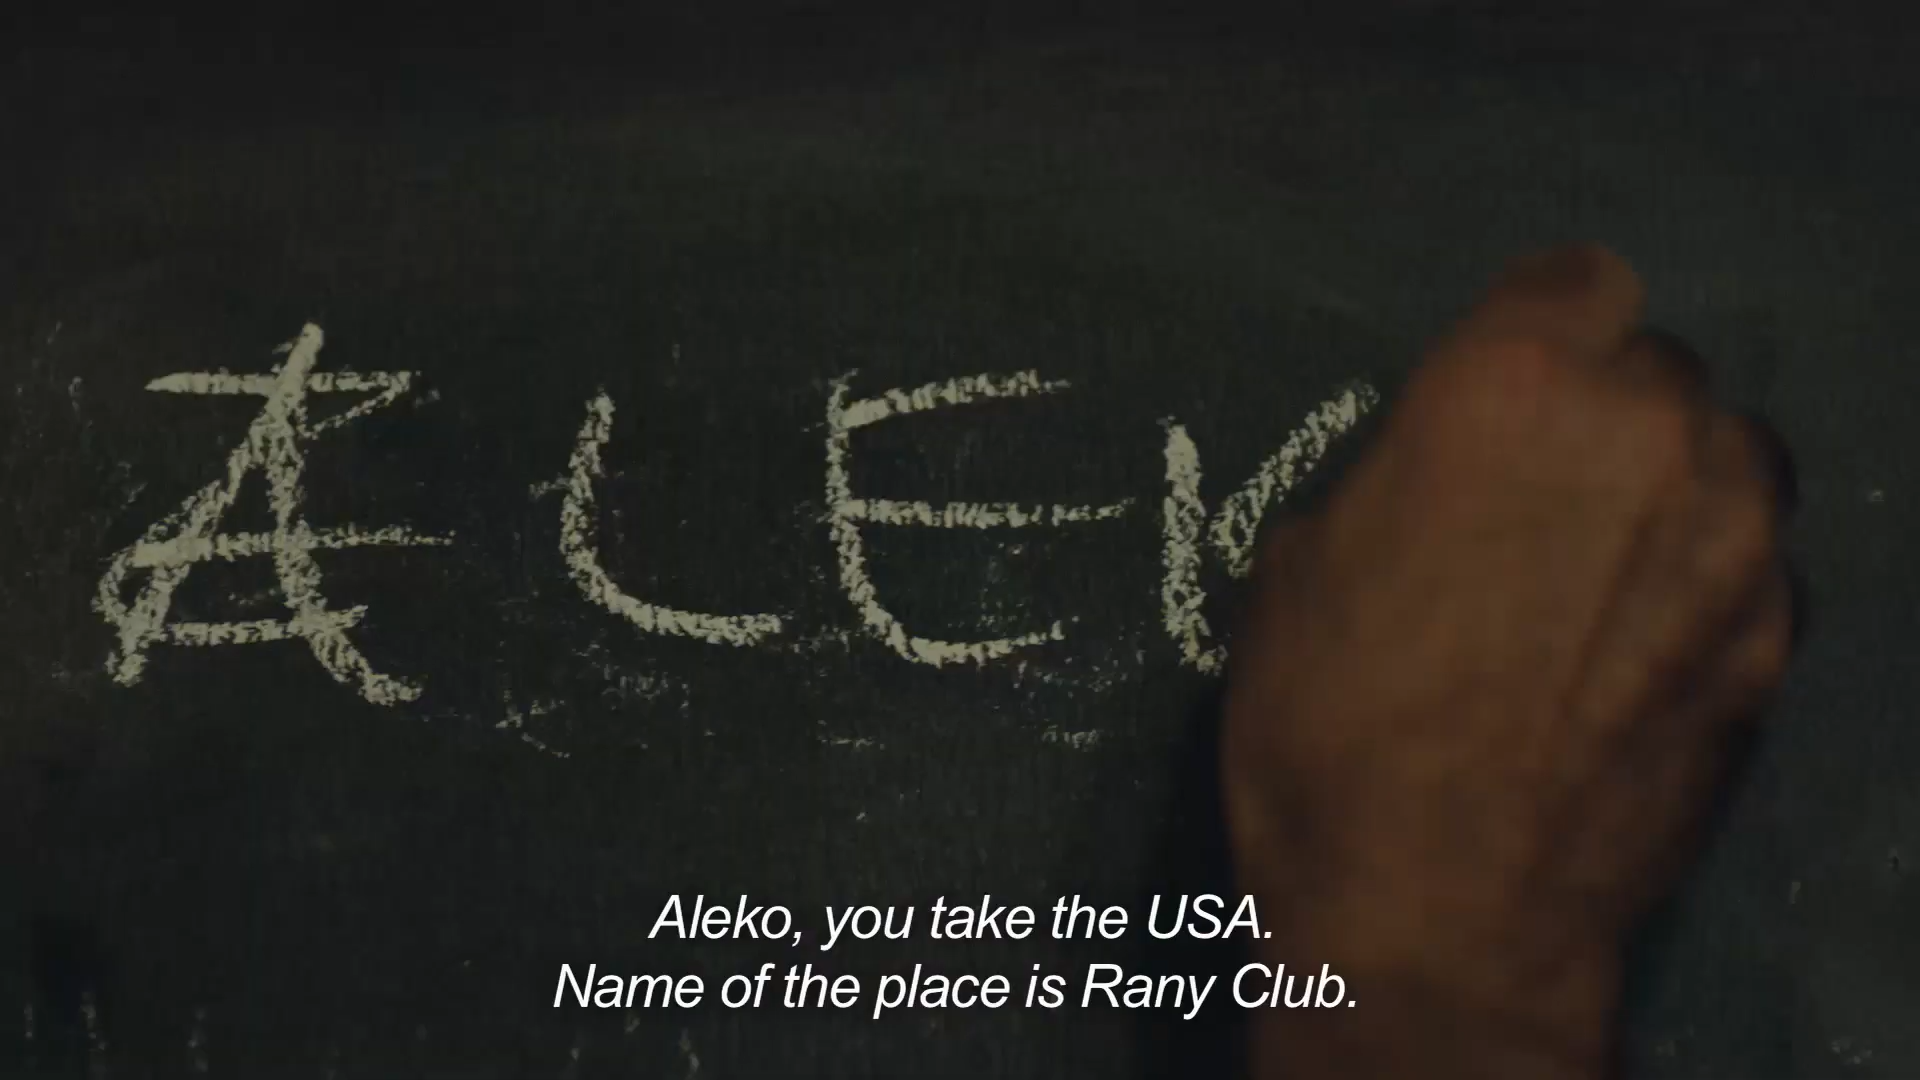 ALEK
Aleko, you take the USA.
Name of the place is Rany Club.